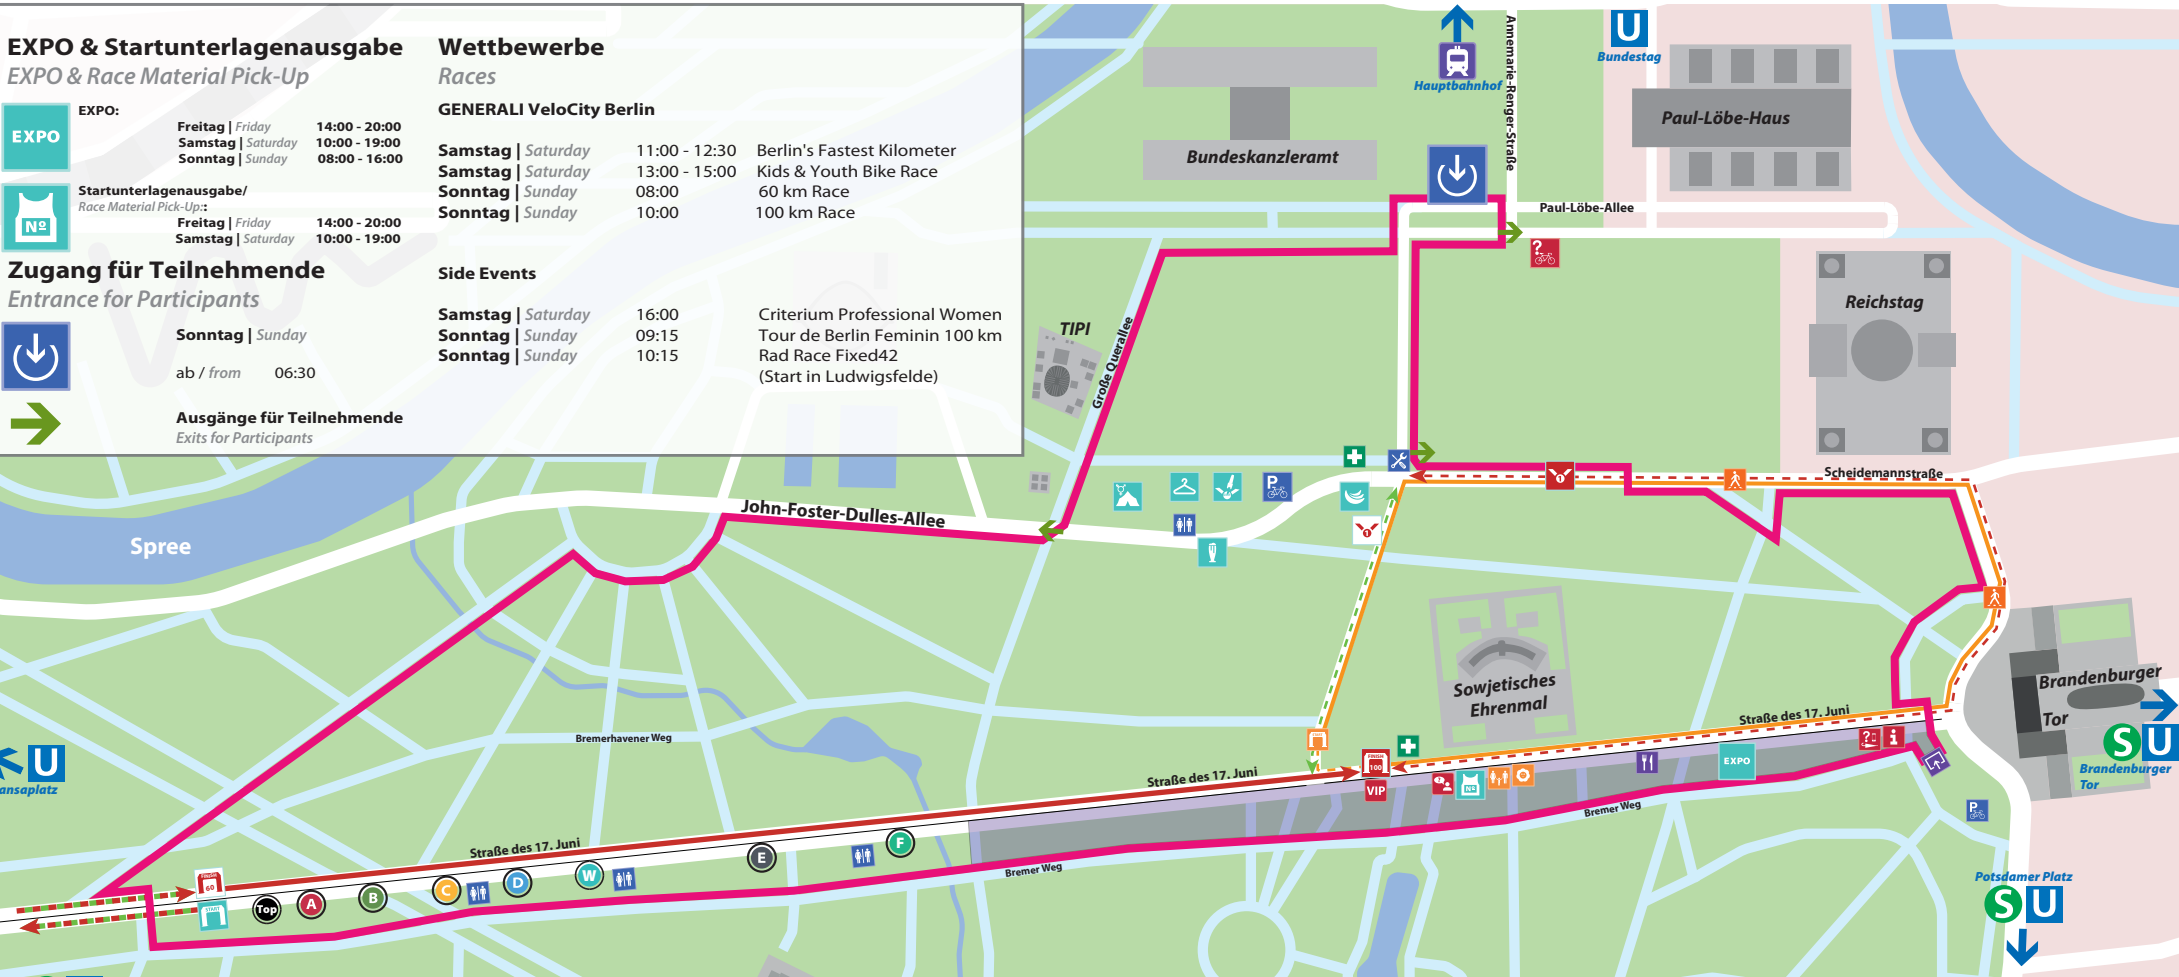 EXPO & Startunterlagenausgabe
EXPO & Race Material Pick-Up
EXPO
EXPO:
Freitag | Friday 14:00 - 20:00
Samstag | Saturday 10:00 - 19:00
Sonntag | Sunday 08:00 - 16:00
Nº
Startunterlagenausgabe/
Race Material Pick-Up::
Freitag | Friday 14:00 - 20:00
Samstag | Saturday 10:00 - 19:00
Zugang für Teilnehmende
Entrance for Participants
Sonntag | Sunday
ab / from 06:30
Ausgänge für Teilnehmende
Exits for Participants
Wettbewerbe
Races
GENERALI VeloCity Berlin
Samstag | Saturday 11:00 - 12:30 Berlin's Fastest Kilometer
Samstag | Saturday 13:00 - 15:00 Kids & Youth Bike Race
Sonntag | Sunday 08:00 60 km Race
Sonntag | Sunday 10:00 100 km Race
Side Events
Samstag | Saturday 16:00 Criterium Professional Women
Sonntag | Sunday 09:15 Tour de Berlin Feminin 100 km
Sonntag | Sunday 10:15 Rad Race Fixed42
(Start in Ludwigsfelde)
Hauptbahnhof
Annemarie-Renger-Straße
U
Bundestag
Paul-Löbe-Haus
Bundeskanzleramt
Paul-Löbe-Allee
?
Reichstag
TIPI
Große Querallee
Scheidemannstraße
P
1
1
John-Foster-Dulles-Allee
Spree
Sowjetisches
Ehrenmal
Brandenburger
Tor
S U
Brandenburger
Tor
Straße des 17. Juni
? i
EXPO
Nº
FINISH
100
VIP
Bremerhavener Weg
U
ansaplatz
Straße des 17. Juni
Bremer Weg
P
Straße des 17. Juni
Bremer Weg
FINISH
60
START
Top
A
B
C
D
W
E
F
Potsdamer Platz
S U